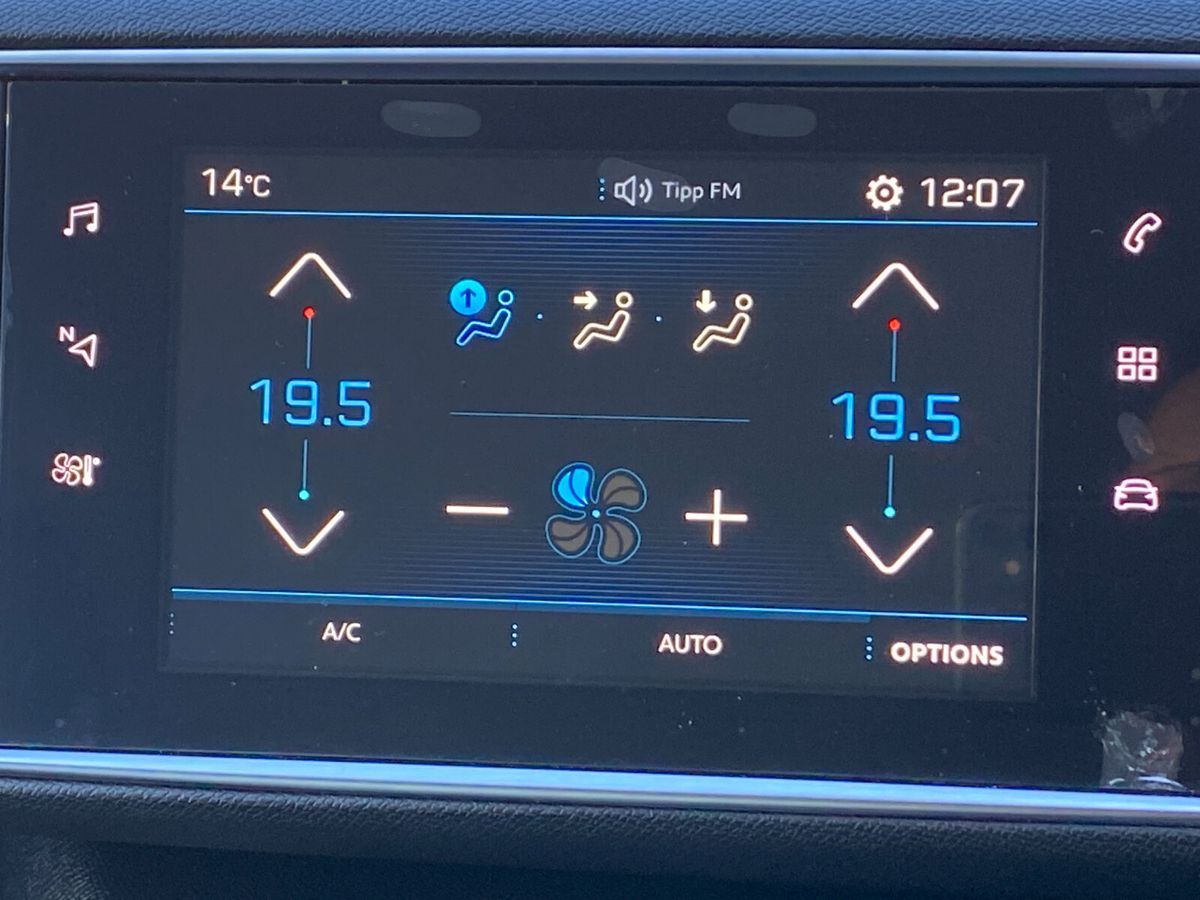 14°C Tipp FM 12:07
N
19.5 19.5
A/C AUTO OPTIONS